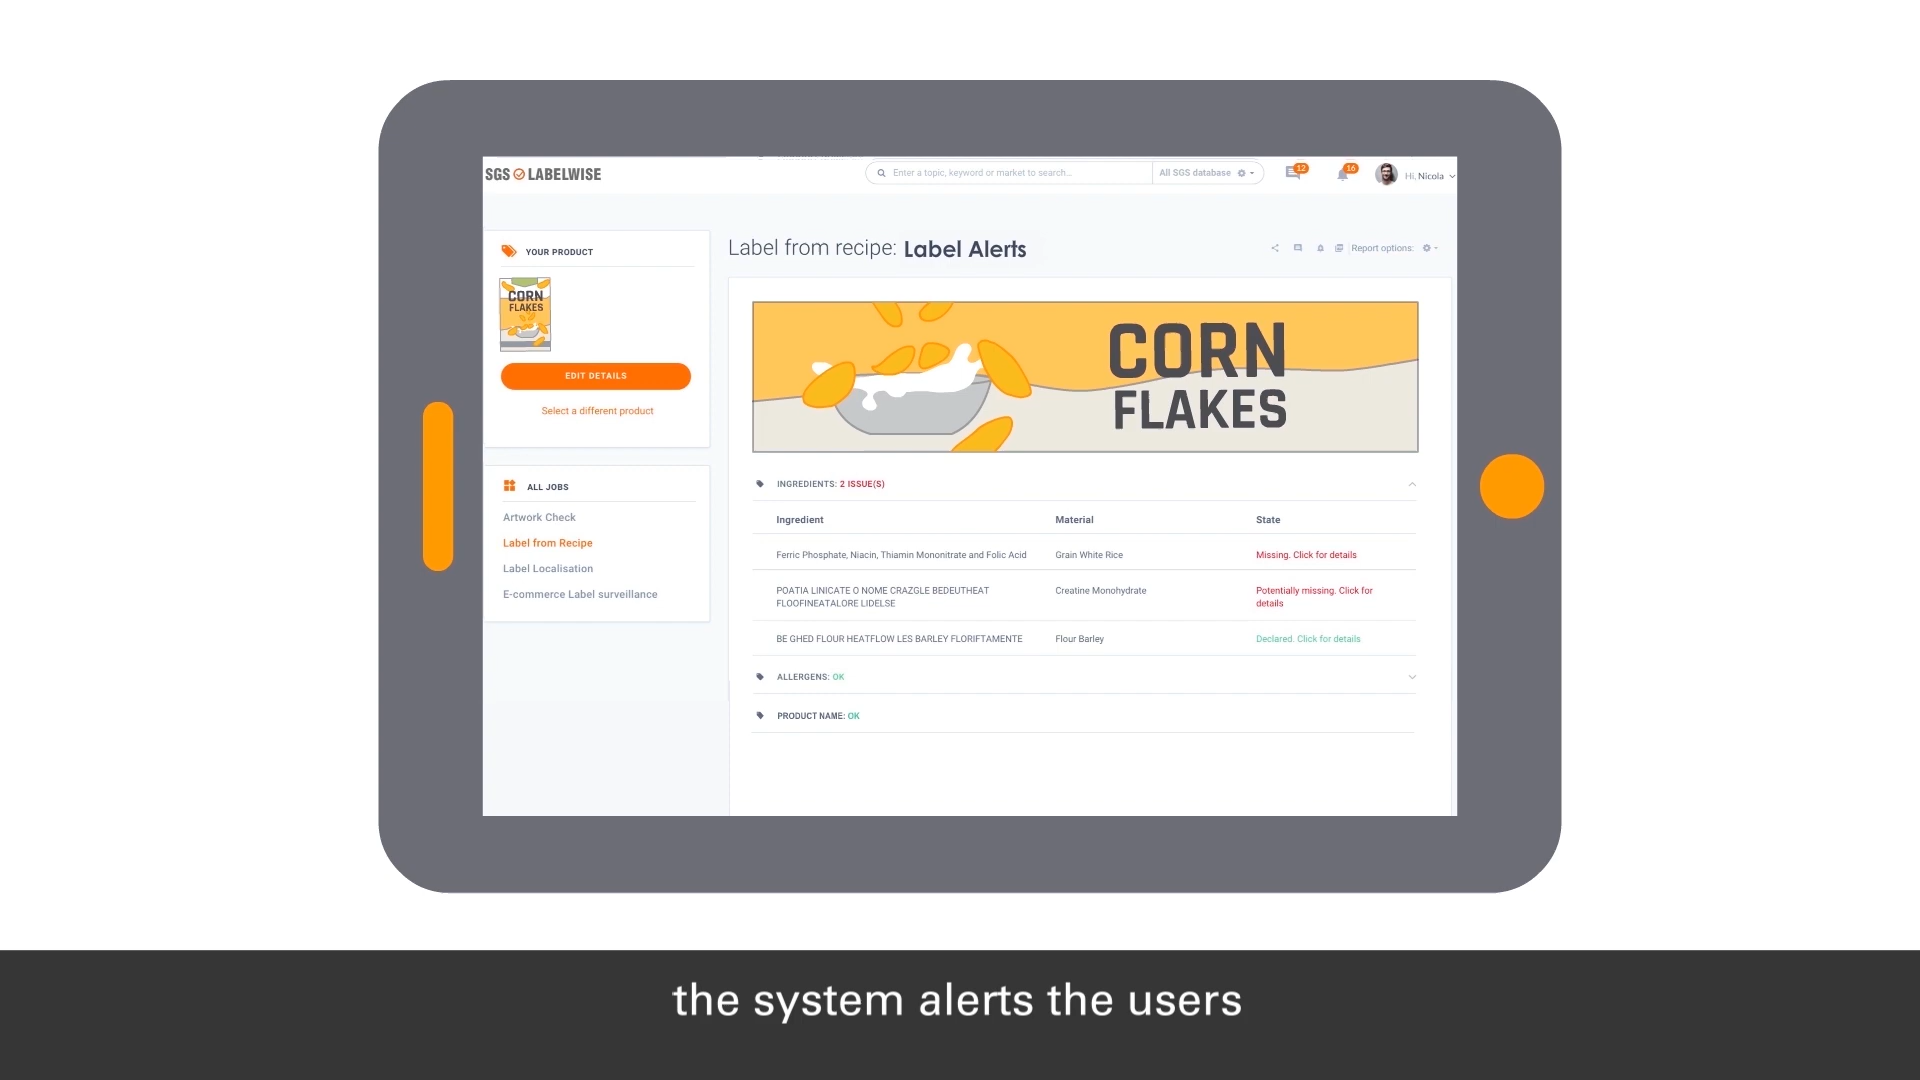 SGS LABELWISE
Enter a topic, keyword or market to search...
All SGS database
12
16
Hi, Nicola
YOUR PRODUCT
CORN
FLAKES
EDIT DETAILS
Select a different product
ALL JOBS
Artwork Check
Label from Recipe
Label Localisation
E-commerce Label surveillance
Label from recipe: Label Alerts
Report options:
CORN
FLAKES
INGREDIENTS: 2 ISSUE(S)
Ingredient Material State
Ferric Phosphate, Niacin, Thiamin Mononitrate and Folic Acid Grain White Rice Missing. Click for details
POATIA LINICATE O NOME CRAZGLE BEDEUTHEAT Creatine Monohydrate Potentially missing. Click for
FLOOFINEATALORE LIDELSE details
BE GHED FLOUR HEATFLOW LES BARLEY FLORIFTAMENTE Flour Barley Declared. Click for details
ALLERGENS: OK
PRODUCT NAME: OK
the system alerts the users